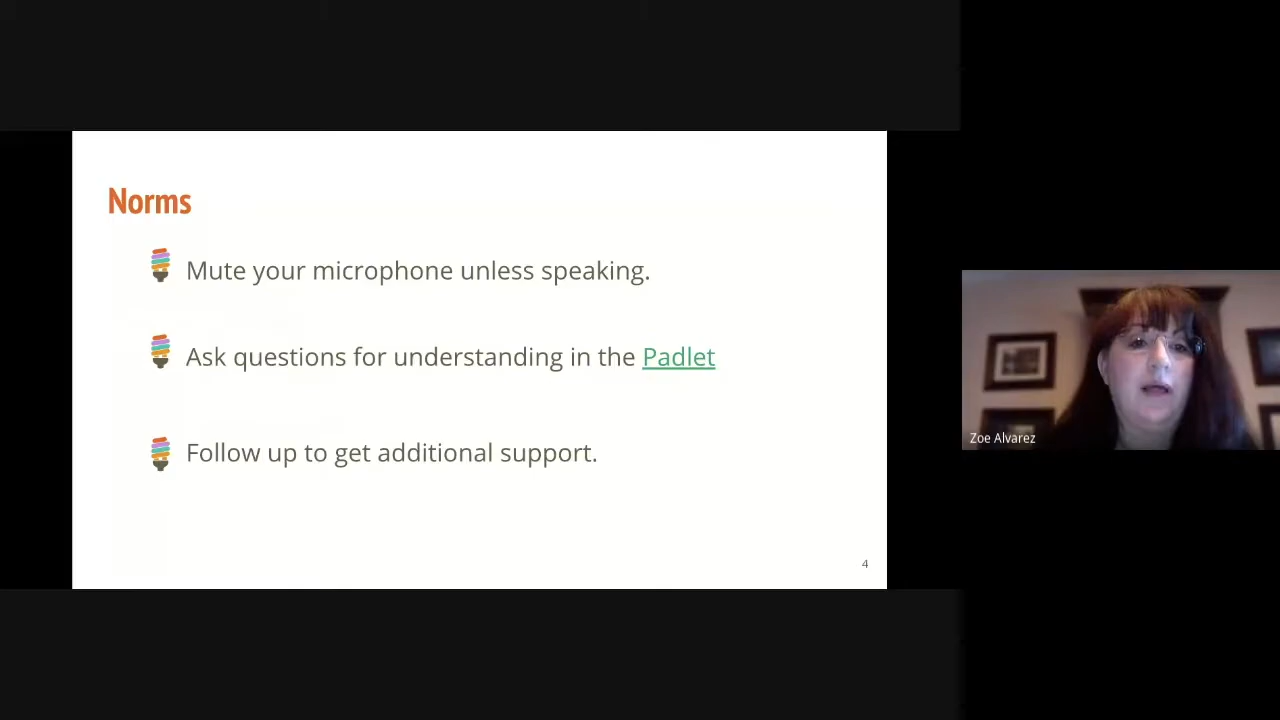 Norms
Mute your microphone unless speaking.
Ask questions for understanding in the Padlet
Follow up to get additional support.
4
Zoe Alvarez